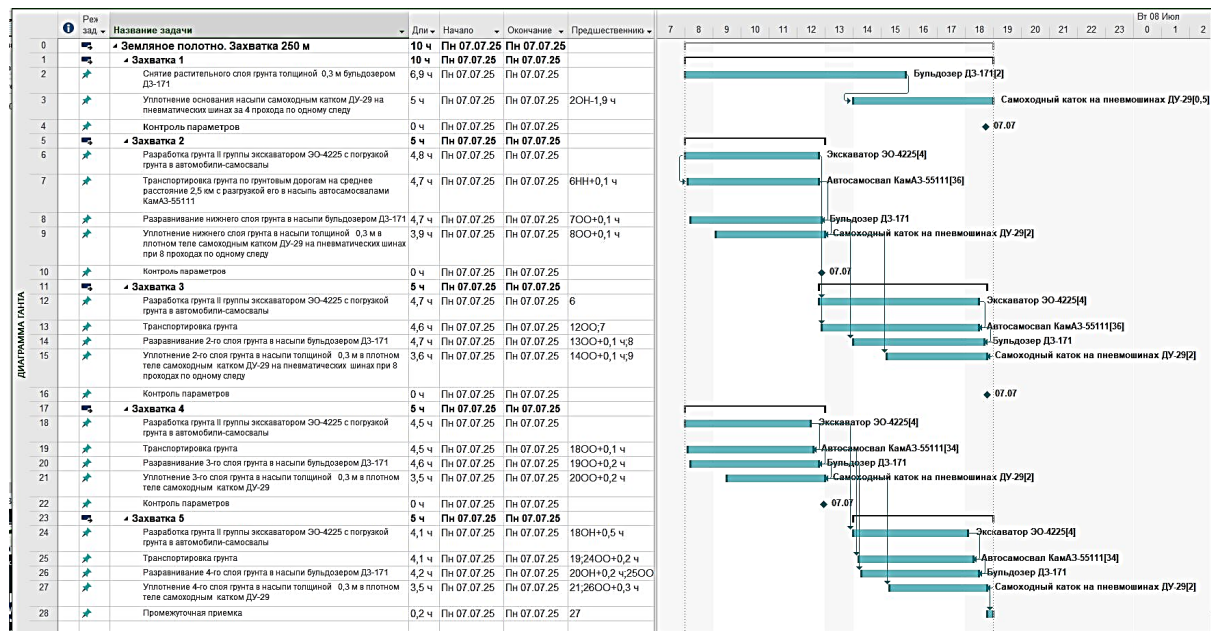 Вт 08 Июл
Реж
зад Название задачи Дли Начало Окончание Предшественники 7 8 9 10 11 12 13 14 15 16 17 18 19 20 21 22 23 0 1 2
0 Земляное полотно. Захватка 250 м 10 ч Пн 07.07.25 Пн 07.07.25
1 Захватка 1 10 ч Пн 07.07.25 Пн 07.07.25
2 Снятие растительного слоя грунта толщиной 0,3 м бульдозером 6,9 ч Пн 07.07.25 Пн 07.07.25 Бульдозер ДЗ-171[2]
ДЗ-171
3 Уплотнение основания насыпи самоходным катком ДУ-29 на 5 ч Пн 07.07.25 Пн 07.07.25 2ОН-1,9 ч Самоходный каток на пневмошинах ДУ-29[0,5]
пневматических шинах за 4 прохода по одному следу
4 Контроль параметров 0 ч Пн 07.07.25 Пн 07.07.25 07.07
5 Захватка 2 5 ч Пн 07.07.25 Пн 07.07.25
6 Разработка грунта II группы экскаватором ЭО-4225 с погрузкой 4,8 ч Пн 07.07.25 Пн 07.07.25 Экскаватор ЭО-4225[4]
грунта в автомобили-самосвалы
7 Транспортировка грунта по грунтовым дорогам на среднее 4,7 ч Пн 07.07.25 Пн 07.07.25 6НН+0,1 ч Автосамосвал КамАЗ-55111[36]
расстояние 2,5 км с разгрузкой его в насыпь автосамосвалами
КамАЗ-55111
8 Разравнивание нижнего слоя грунта в насыпи бульдозером ДЗ-171 4,7 ч Пн 07.07.25 Пн 07.07.25 7ОО+0,1 ч Бульдозер ДЗ-171
9 Уплотнение нижнего слоя грунта в насыпи толщиной 0,3 м в 3,9 ч Пн 07.07.25 Пн 07.07.25 8ОО+0,1 ч Самоходный каток на пневмошинах ДУ-29[2]
плотном теле самоходным катком ДУ-29 на пневматических шинах
при 8 проходах по одному следу
10 Контроль параметров 0 ч Пн 07.07.25 Пн 07.07.25 07.07
11 Захватка 3 5 ч Пн 07.07.25 Пн 07.07.25
12 Разработка грунта II группы экскаватором ЭО-4225 с погрузкой 4,7 ч Пн 07.07.25 Пн 07.07.25 6 Экскаватор ЭО-4225[4]
грунта в автомобили-самосвалы
13 Транспортировка грунта 4,6 ч Пн 07.07.25 Пн 07.07.25 12ОО;7 Автосамосвал КамАЗ-55111[36]
14 Разравнивание 2-го слоя грунта в насыпи бульдозером ДЗ-171 4,7 ч Пн 07.07.25 Пн 07.07.25 13ОО+0,1 ч;8 Бульдозер ДЗ-171
15 Уплотнение 2-го слоя грунта в насыпи толщиной 0,3 м в плотном 3,6 ч Пн 07.07.25 Пн 07.07.25 14ОО+0,1 ч;9 Самоходный каток на пневмошинах ДУ-29[2]
теле самоходным катком ДУ-29 на пневматических шинах при 8
проходах по одному следу
16 Контроль параметров 0 ч Пн 07.07.25 Пн 07.07.25 07.07
17 Захватка 4 5 ч Пн 07.07.25 Пн 07.07.25
18 Разработка грунта II группы экскаватором ЭО-4225 с погрузкой 4,5 ч Пн 07.07.25 Пн 07.07.25 Экскаватор ЭО-4225[4]
грунта в автомобили-самосвалы
19 Транспортировка грунта 4,5 ч Пн 07.07.25 Пн 07.07.25 18ОО+0,1 ч Автосамосвал КамАЗ-55111[34]
20 Разравнивание 3-го слоя грунта в насыпи бульдозером ДЗ-171 4,6 ч Пн 07.07.25 Пн 07.07.25 19ОО+0,2 ч Бульдозер ДЗ-171
21 Уплотнение 3-го слоя грунта в насыпи толщиной 0,3 м в плотном 3,5 ч Пн 07.07.25 Пн 07.07.25 20ОО+0,2 ч Самоходный каток на пневмошинах ДУ-29[2]
теле самоходным катком ДУ-29
22 Контроль параметров 0 ч Пн 07.07.25 Пн 07.07.25 07.07
23 Захватка 5 5 ч Пн 07.07.25 Пн 07.07.25
24 Разработка грунта II группы экскаватором ЭО-4225 с погрузкой 4,1 ч Пн 07.07.25 Пн 07.07.25 18ОН+0,5 ч Экскаватор ЭО-4225[4]
грунта в автомобили-самосвалы
25 Транспортировка грунта 4,1 ч Пн 07.07.25 Пн 07.07.25 19;24ОО+0,2 ч Автосамосвал КамАЗ-55111[34]
26 Разравнивание 4-го слоя грунта в насыпи бульдозером ДЗ-171 4,2 ч Пн 07.07.25 Пн 07.07.25 20ОН+0,2 ч;25ОО Бульдозер ДЗ-171
27 Уплотнение 4-го слоя грунта в насыпи толщиной 0,3 м в плотном 3,5 ч Пн 07.07.25 Пн 07.07.25 21;26ОО+0,3 ч Самоходный каток на пневмошинах ДУ-29[2]
теле самоходным катком ДУ-29
28 Промежуточная приемка 0,2 ч Пн 07.07.25 Пн 07.07.25 27
ДИАГРАММА ГАНТА